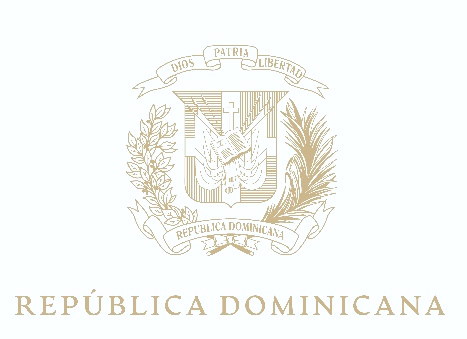 DIOS PATRIA LIBERTAD
REPÚBLICA DOMINICANA
REPÚBLICA DOMINICANA